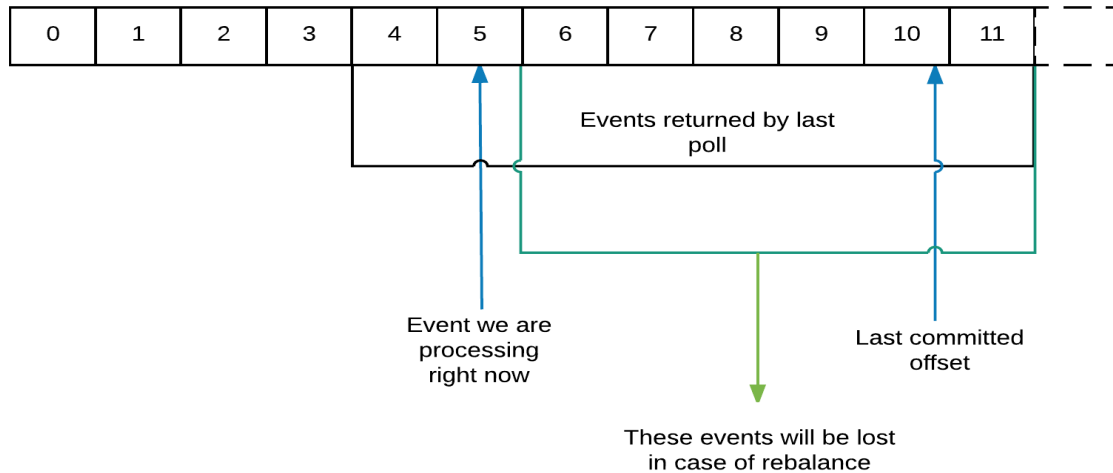 0 1 2 3 4 5 6 7 8 9 10 11
Events returned by last
poll
Event we are
processing
right now
Last committed
offset
These events will be lost
in case of rebalance